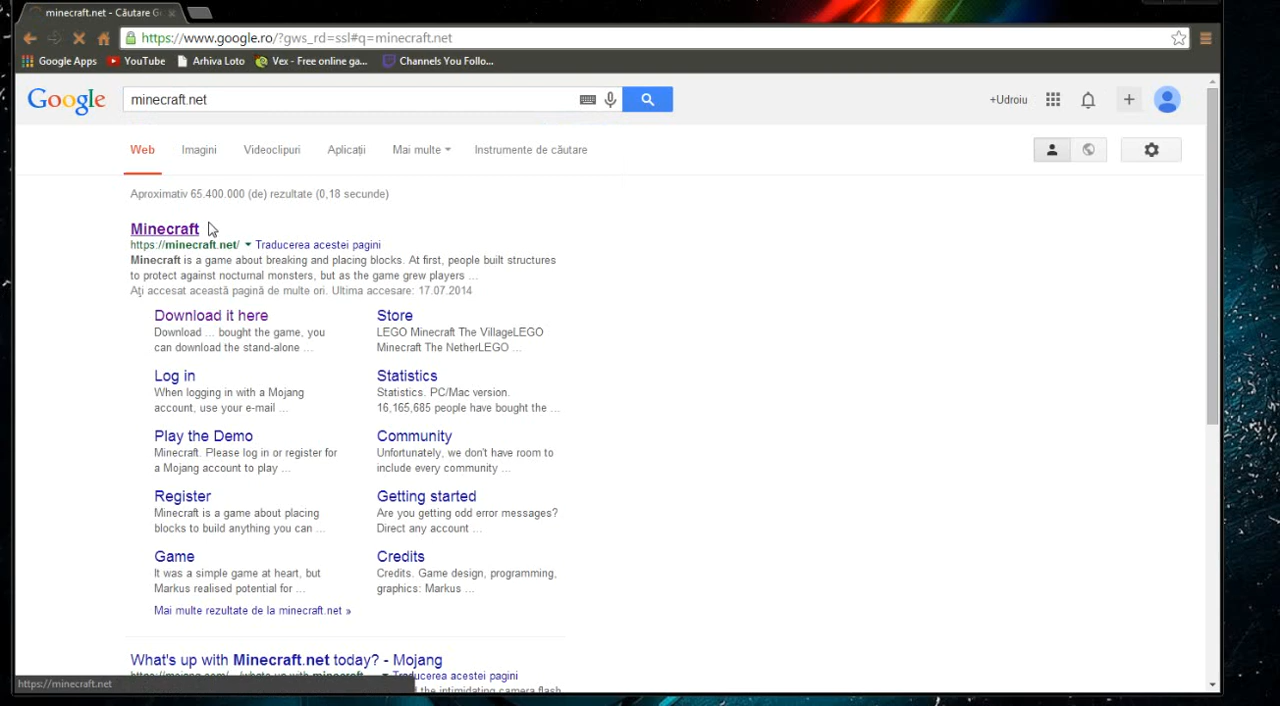 minecraft.net - Căutare G
https://www.google.ro/?gws_rd=ssl#q=minecraft.net
Google Apps YouTube Arhiva Loto Vex - Free online ga... Channels You Follo...
Google minecraft.net +Udroiu
Web Imagini Videoclipuri Aplicații Mai multe Instrumente de căutare
Aproximativ 65.400.000 (de) rezultate (0,18 secunde)
Minecraft
https://minecraft.net/ Traducerea acestei pagini
Minecraft is a game about breaking and placing blocks. At first, people built structures
to protect against nocturnal monsters, but as the game grew players ...
Ați accesat această pagină de multe ori. Ultima accesare: 17.07.2014
Download it here
Download ... bought the game, you
can download the stand-alone ...
Store
LEGO Minecraft The VillageLEGO
Minecraft The NetherLEGO ...
Log in
When logging in with a Mojang
account, use your e-mail ...
Statistics
Statistics. PC/Mac version.
16,165,685 people have bought the ...
Play the Demo
Minecraft. Please log in or register for
a Mojang account to play ...
Community
Unfortunately, we don't have room to
include every community ...
Register
Minecraft is a game about placing
blocks to build anything you can ...
Getting started
Are you getting odd error messages?
Direct any account ...
Game
It was a simple game at heart, but
Markus realised potential for ...
Credits
Credits. Game design, programming,
graphics: Markus ...
Mai multe rezultate de la minecraft.net »
What's up with Minecraft.net today? - Mojang
Traducerea acestei pagini
https://minecraft.net
the intimidating camera flash